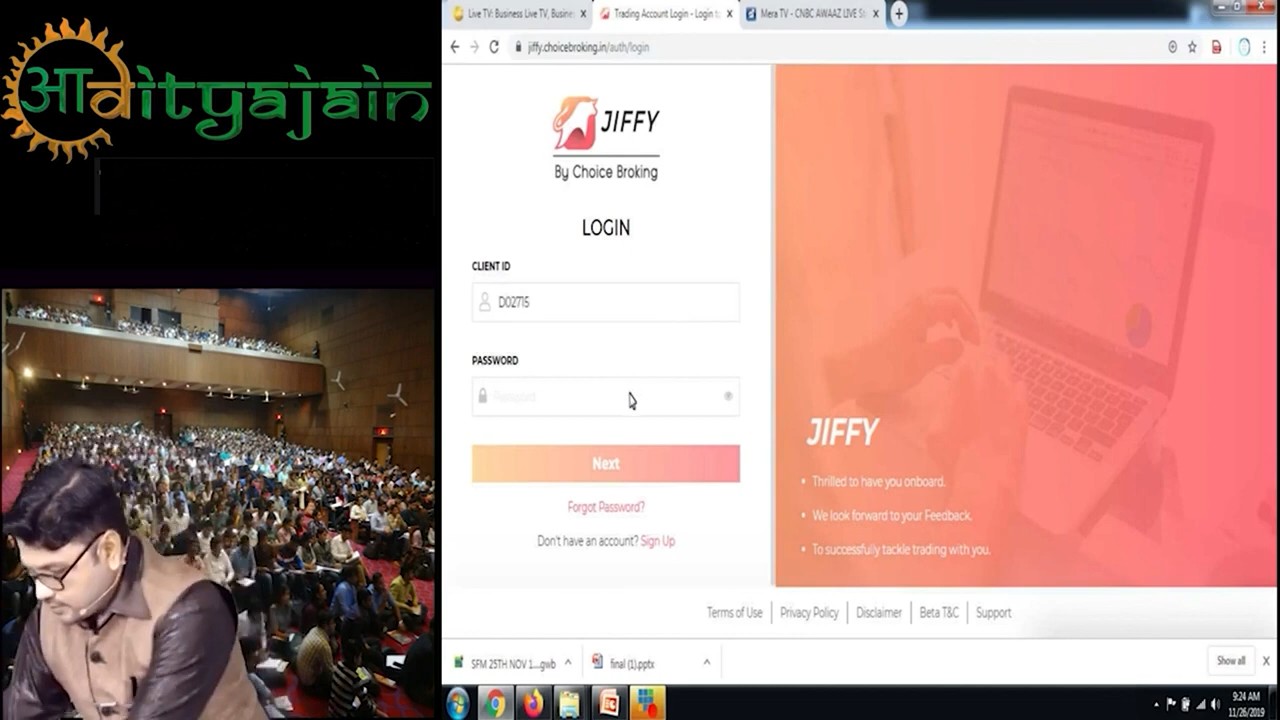 आdityajain
Live TV: Business Live TV, Busine
Trading Account Login - Login t
Mera TV - CNBC AWAAZ LIVE S
jiffy.choicebroking.in/auth/login
JIFFY
By Choice Broking
LOGIN
CLIENT ID
D02715
PASSWORD
Password
Next
Forgot Password?
Don't have an account? Sign Up
JIFFY
• Thrilled to have you onboard.
• We look forward to your Feedback.
• To successfully tackle trading with you.
Terms of Use
Privacy Policy
Disclaimer
Beta T&C
Support
SFM 25TH NOV 1....gwb
final (1).pptx
Show all
9:24 AM
11/26/2019